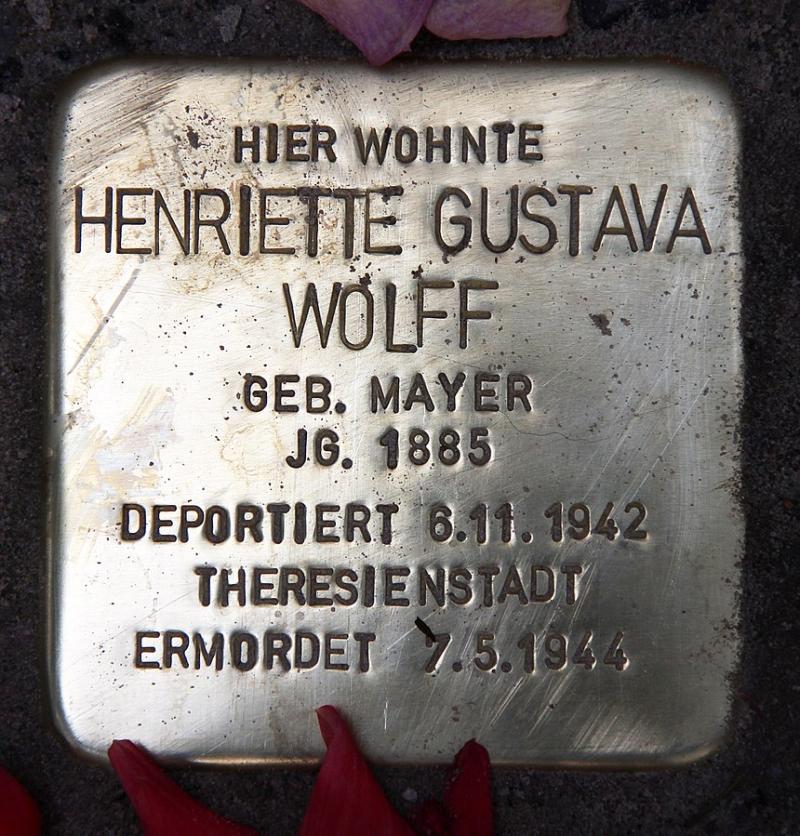 HIER WOHNTE
HENRIETTE GUSTAVA
WOLFF
GEB. MAYER
JG. 1885
DEPORTIERT 6.11.1942
THERESIENSTADT
ERMORDET 7.5.1944